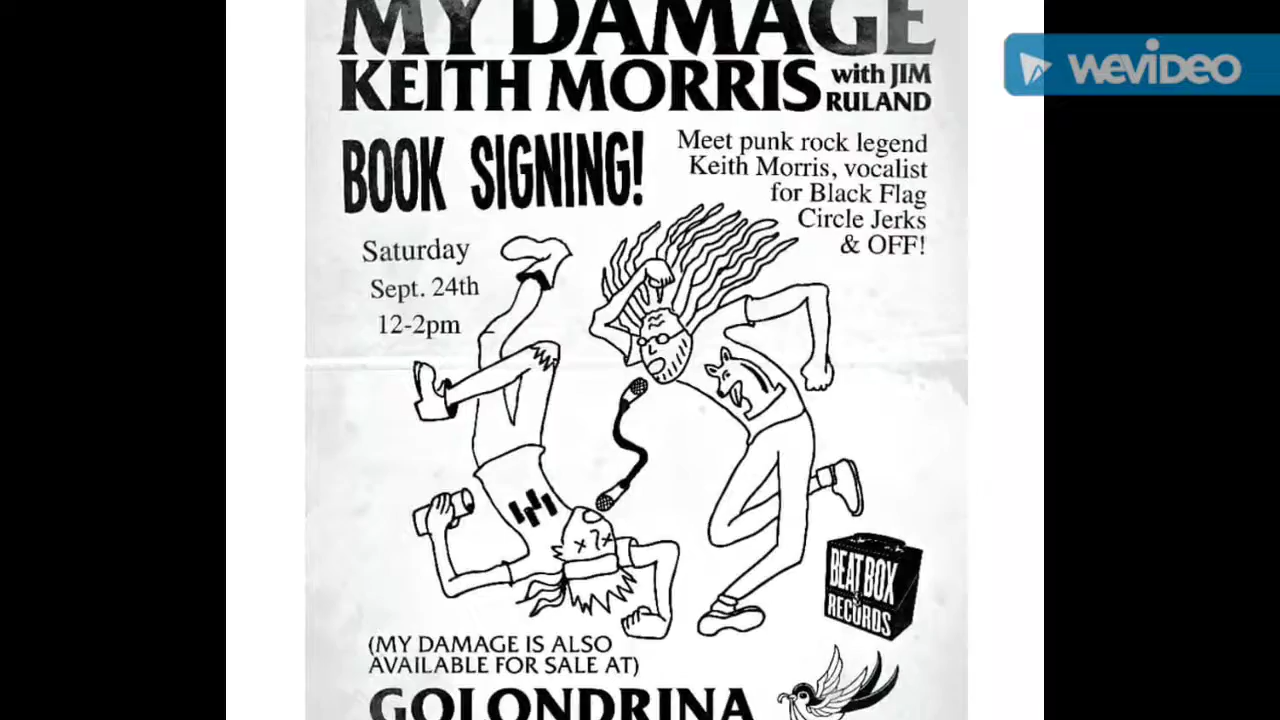 MY DAMAGE
KEITH MORRIS with JIM RULAND
BOOK SIGNING!
Meet punk rock legend
Keith Morris, vocalist
for Black Flag
Circle Jerks
& OFF!
Saturday
Sept. 24th
12-2pm
BEAT BOX
RECORDS
(MY DAMAGE IS ALSO
AVAILABLE FOR SALE AT)
GOLONDRINA
WEVIDEO